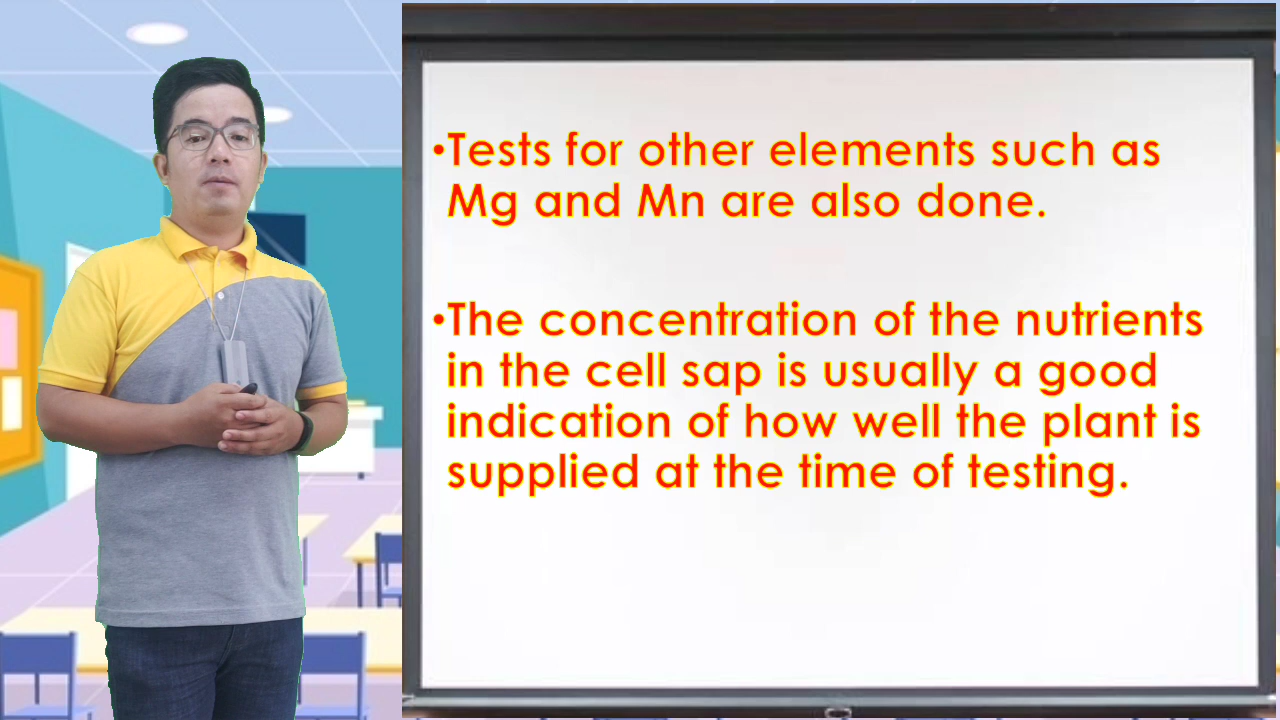 •Tests for other elements such as
Mg and Mn are also done.
•The concentration of the nutrients
in the cell sap is usually a good
indication of how well the plant is
supplied at the time of testing.